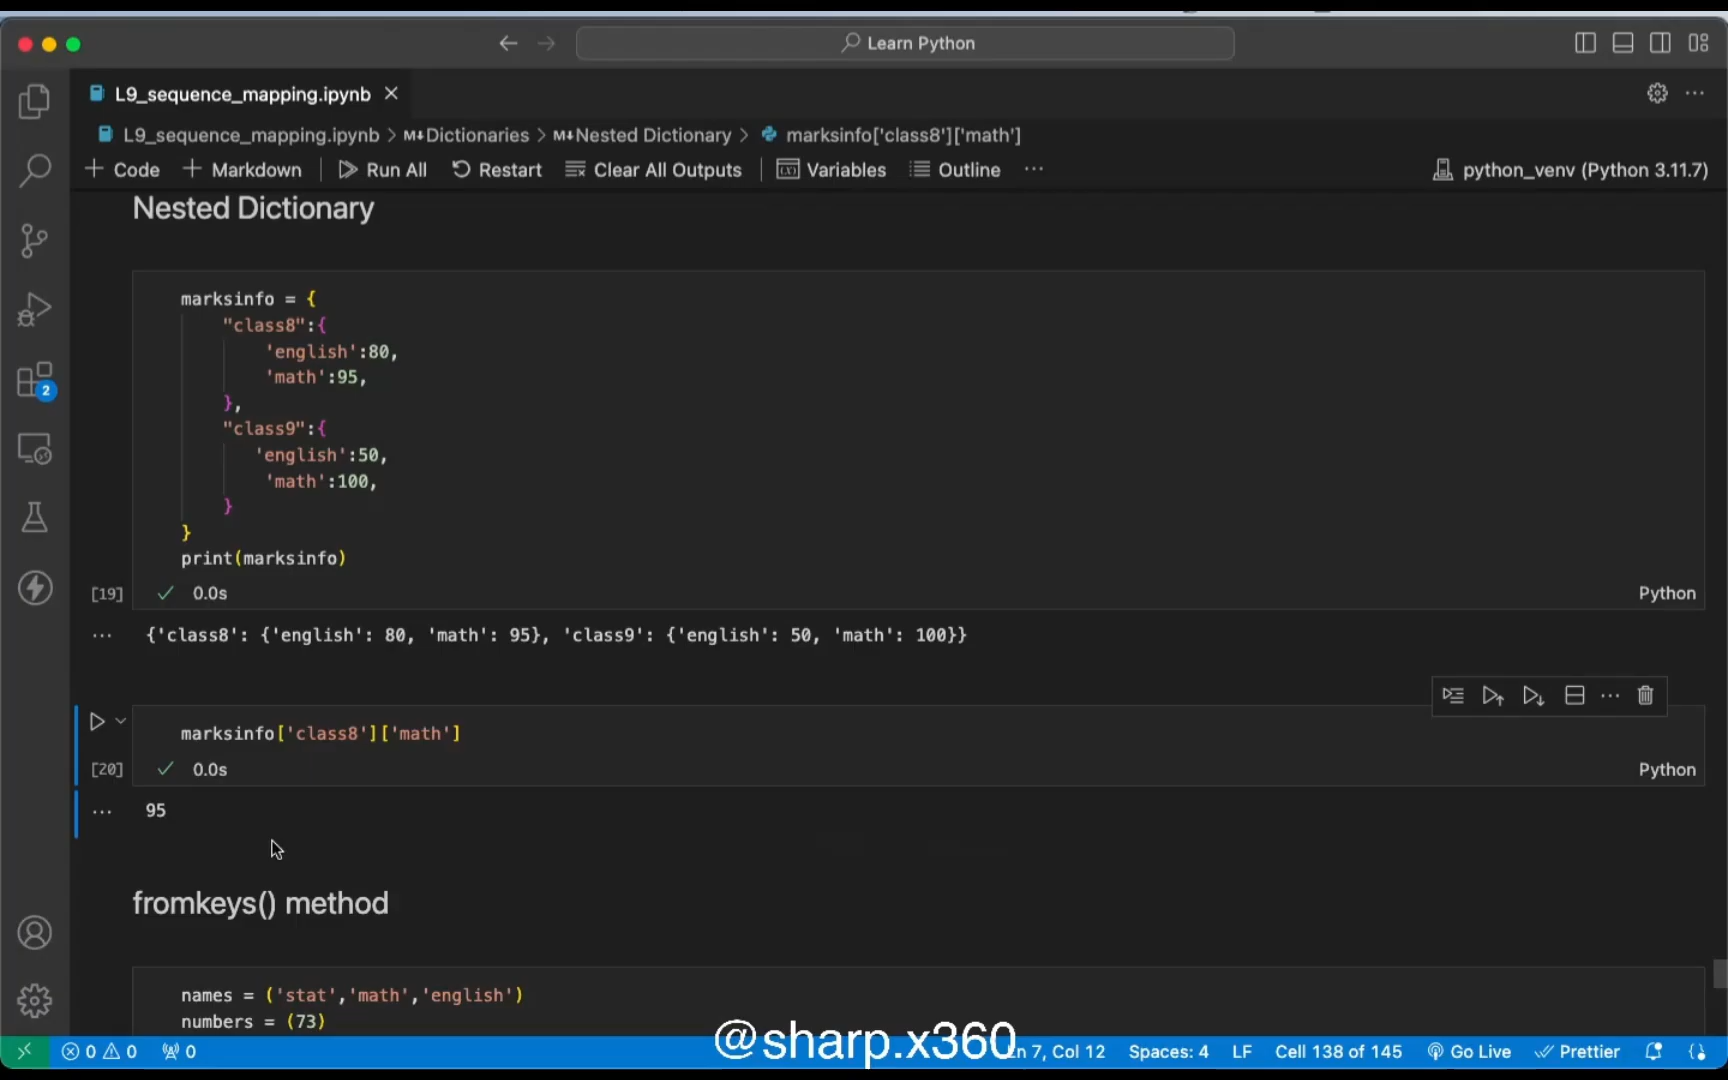 Learn Python
L9_sequence_mapping.ipynb
L9_sequence_mapping.ipynb > M↓Dictionaries > M↓Nested Dictionary > marksinfo['class8']['math']
+ Code + Markdown Run All Restart Clear All Outputs Variables Outline ... python_venv (Python 3.11.7)
Nested Dictionary
marksinfo = {
"class8":{
'english':80,
'math':95,
},
"class9":{
'english':50,
'math':100,
}
}
print(marksinfo)
[19] ✓ 0.0s Python
... {'class8': {'english': 80, 'math': 95}, 'class9': {'english': 50, 'math': 100}}
marksinfo['class8']['math']
[20] ✓ 0.0s Python
... 95
fromkeys() method
names = ('stat','math','english')
numbers = (73)
2
@sharp.x360
0 0 0 Ln 7, Col 12 Spaces: 4 LF Cell 138 of 145 Go Live Prettier